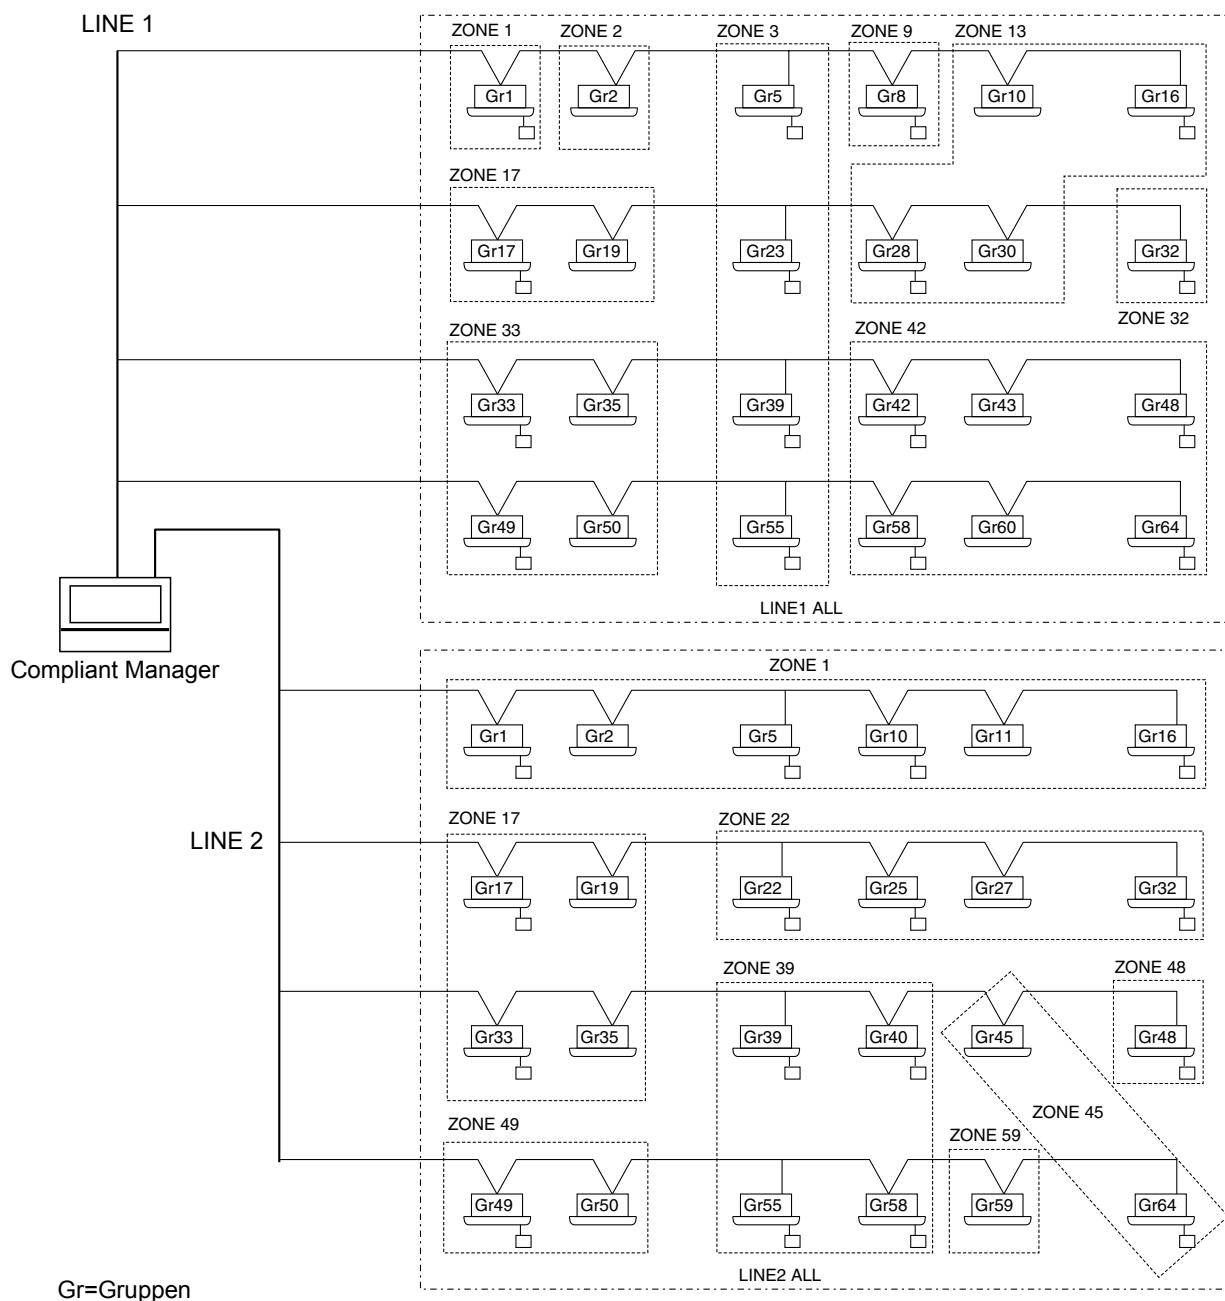 LINE 1
ZONE 1 ZONE 2 ZONE 3 ZONE 9 ZONE 13
Gr1 Gr2 Gr5 Gr8 Gr10 Gr16
ZONE 17
Gr17 Gr19 Gr23 Gr28 Gr30 Gr32
ZONE 32
ZONE 33 ZONE 42
Gr33 Gr35 Gr39 Gr42 Gr43 Gr48
Gr49 Gr50 Gr55 Gr58 Gr60 Gr64
LINE1 ALL
Compliant Manager
ZONE 1
Gr1 Gr2 Gr5 Gr10 Gr11 Gr16
LINE 2
ZONE 17 ZONE 22
Gr17 Gr19 Gr22 Gr25 Gr27 Gr32
ZONE 39 ZONE 48
Gr33 Gr35 Gr39 Gr40 Gr45 Gr48
ZONE 45
ZONE 49 ZONE 59
Gr49 Gr50 Gr55 Gr58 Gr59 Gr64
LINE2 ALL
Gr=Gruppen